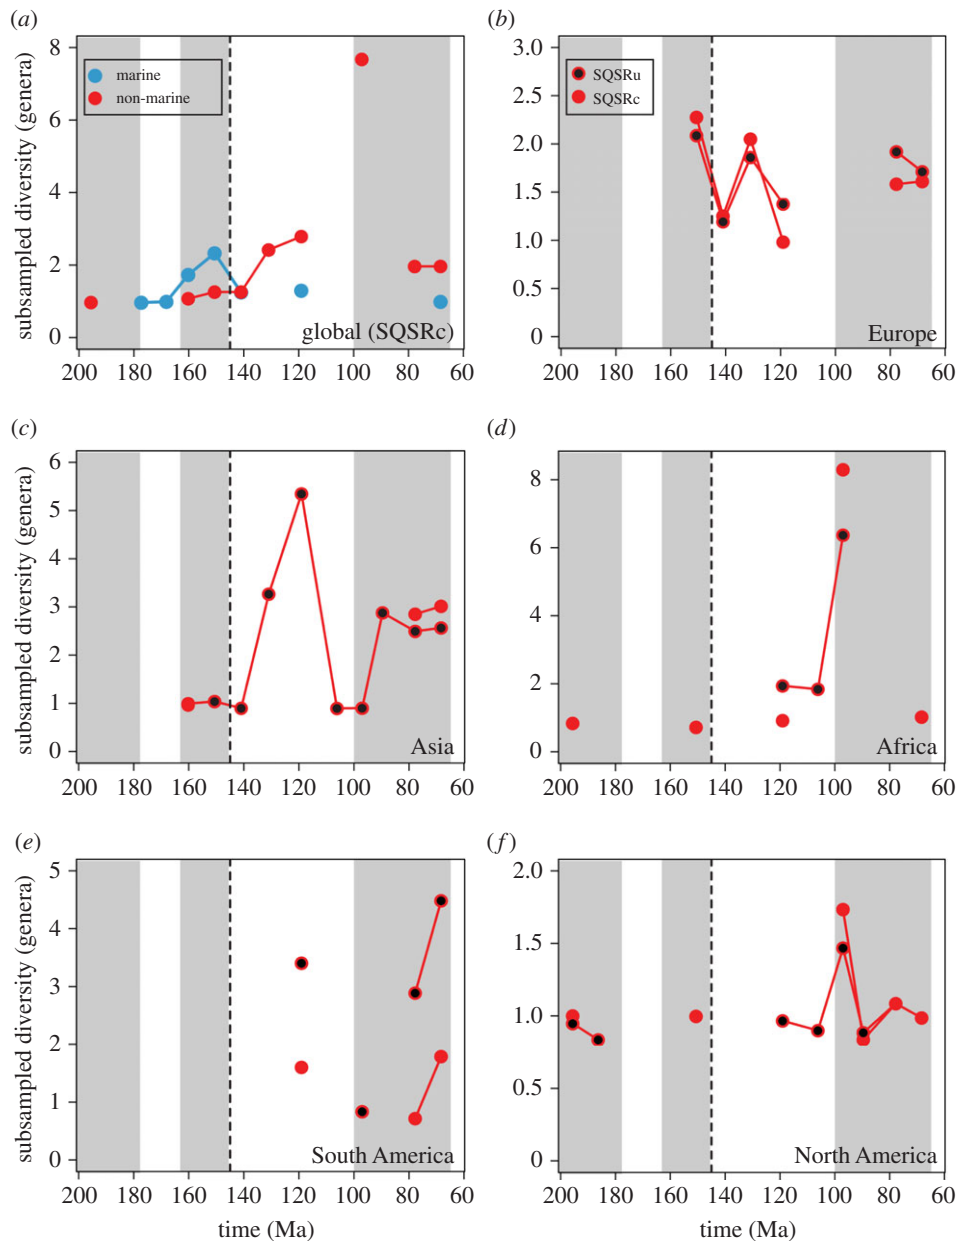 (a)
(b)
8
6
4
2
0
subsampled diversity (genera)
marine
non-marine
global (SQSRc)
200 180 160 140 120 100 80 60
3.0
2.5
2.0
1.5
1.0
0.5
0
SQSRu
SQSRc
Europe
200 180 160 140 120 100 80 60
(c)
(d)
6
5
4
3
2
1
0
subsampled diversity (genera)
Asia
200 180 160 140 120 100 80 60
8
6
4
2
0
Africa
200 180 160 140 120 100 80 60
(e)
(f)
5
4
3
2
1
0
subsampled diversity (genera)
South America
200 180 160 140 120 100 80 60
time (Ma)
2.0
1.5
1.0
0.5
0
North America
200 180 160 140 120 100 80 60
time (Ma)